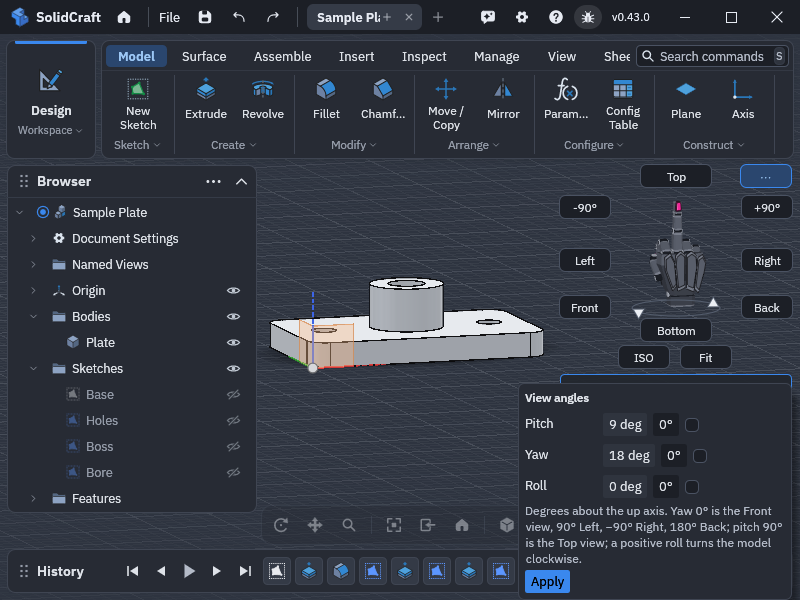 SolidCraft
File
Sample Pl
v0.43.0
Design
Workspace
Model
Surface
Assemble
Insert
Inspect
Manage
View
Shee
Search commands
S
New Sketch
Extrude
Revolve
Fillet
Chamf...
Move / Copy
Mirror
Param...
Config Table
Plane
Axis
Sketch
Create
Modify
Arrange
Configure
Construct
Browser
Sample Plate
Document Settings
Named Views
Origin
Bodies
Plate
Sketches
Base
Holes
Boss
Bore
Features
Top
...
-90°
+90°
Left
Right
Front
Back
Bottom
ISO
Fit
View angles
Pitch 9 deg 0°
Yaw 18 deg 0°
Roll 0 deg 0°
Degrees about the up axis. Yaw 0° is the Front
view, 90° Left, −90° Right, 180° Back; pitch 90°
is the Top view; a positive roll turns the model
clockwise.
Apply
History